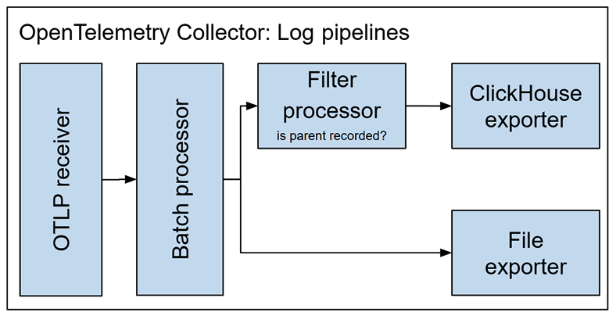 OpenTelemetry Collector: Log pipelines
OTLP receiver
Batch processor
Filter
processor
is parent recorded?
ClickHouse
exporter
File
exporter